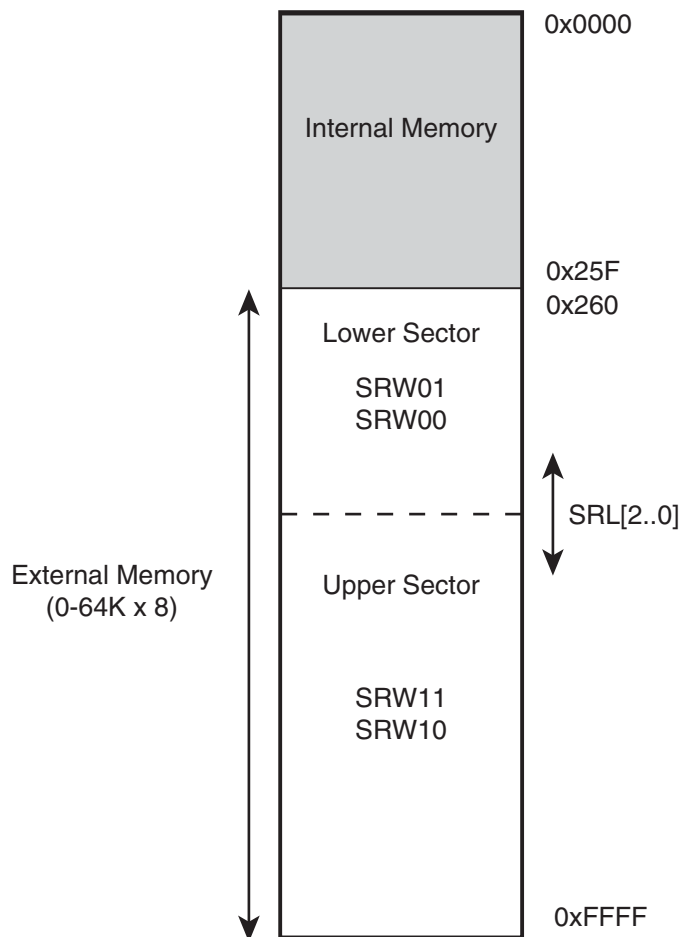 0x0000
Internal Memory
0x25F
0x260
Lower Sector
SRW01
SRW00
SRL[2..0]
External Memory
(0-64K x 8)
Upper Sector
SRW11
SRW10
0xFFFF